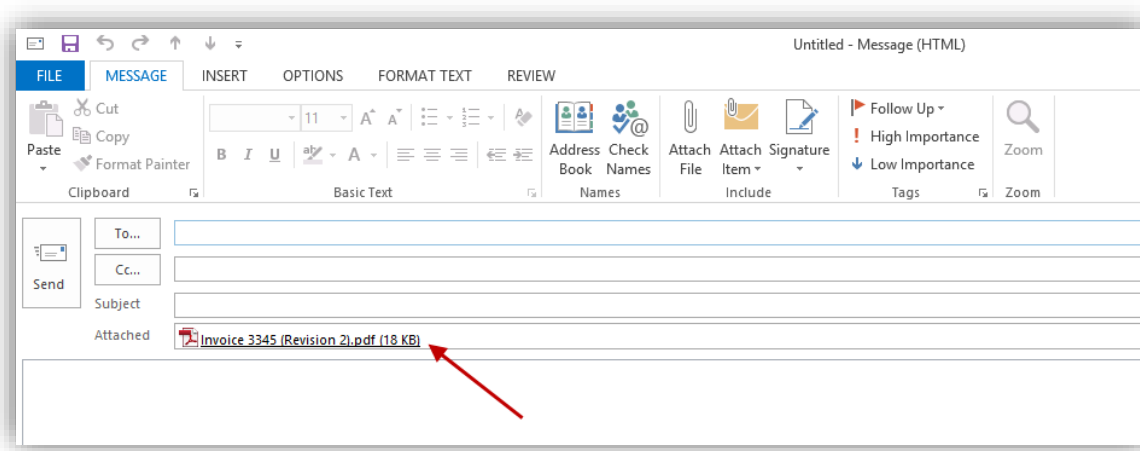 Untitled - Message (HTML)
FILE MESSAGE INSERT OPTIONS FORMAT TEXT REVIEW
Cut
Copy
Format Painter
Paste
Clipboard
11
A A
B I U A
Basic Text
Address Book
Check Names
Names
Attach File
Attach Item
Signature
Include
Follow Up
High Importance
Low Importance
Tags
Zoom
Zoom
Send
To...
Cc...
Subject
Attached Invoice 3345 (Revision 2).pdf (18 KB)